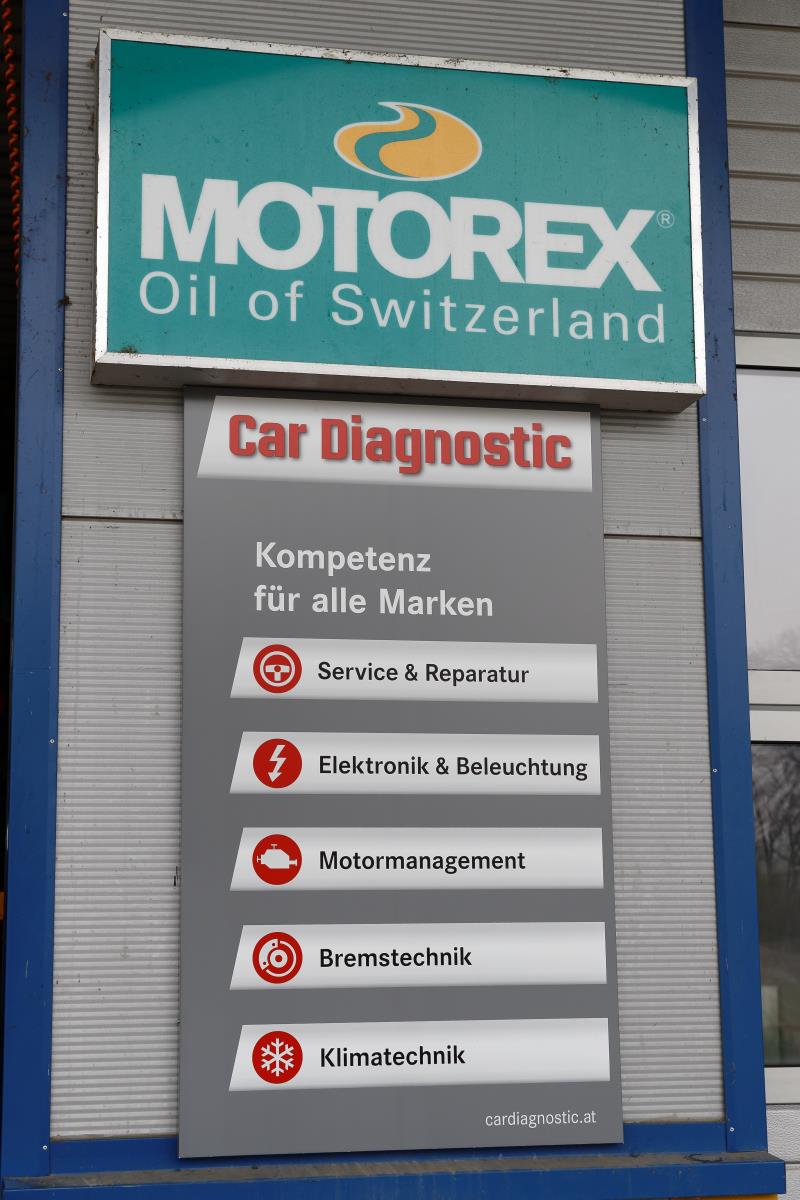 MOTOREX®
Oil of Switzerland
Car Diagnostic
Kompetenz
für alle Marken
Service & Reparatur
Elektronik & Beleuchtung
Motormanagement
Bremstechnik
Klimatechnik
cardiagnostic.at